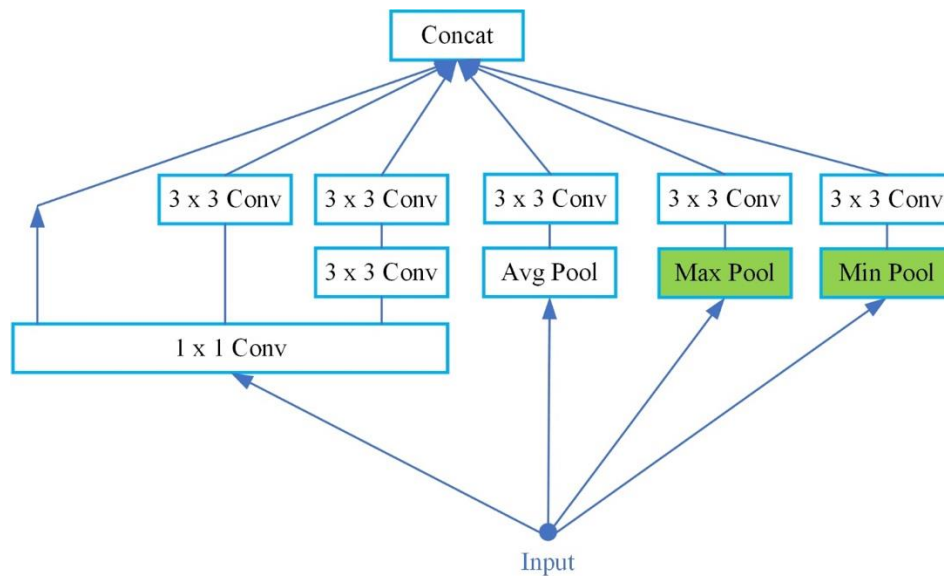 Concat
3 x 3 Conv
3 x 3 Conv
3 x 3 Conv
3 x 3 Conv
3 x 3 Conv
3 x 3 Conv
Avg Pool
Max Pool
Min Pool
1 x 1 Conv
Input